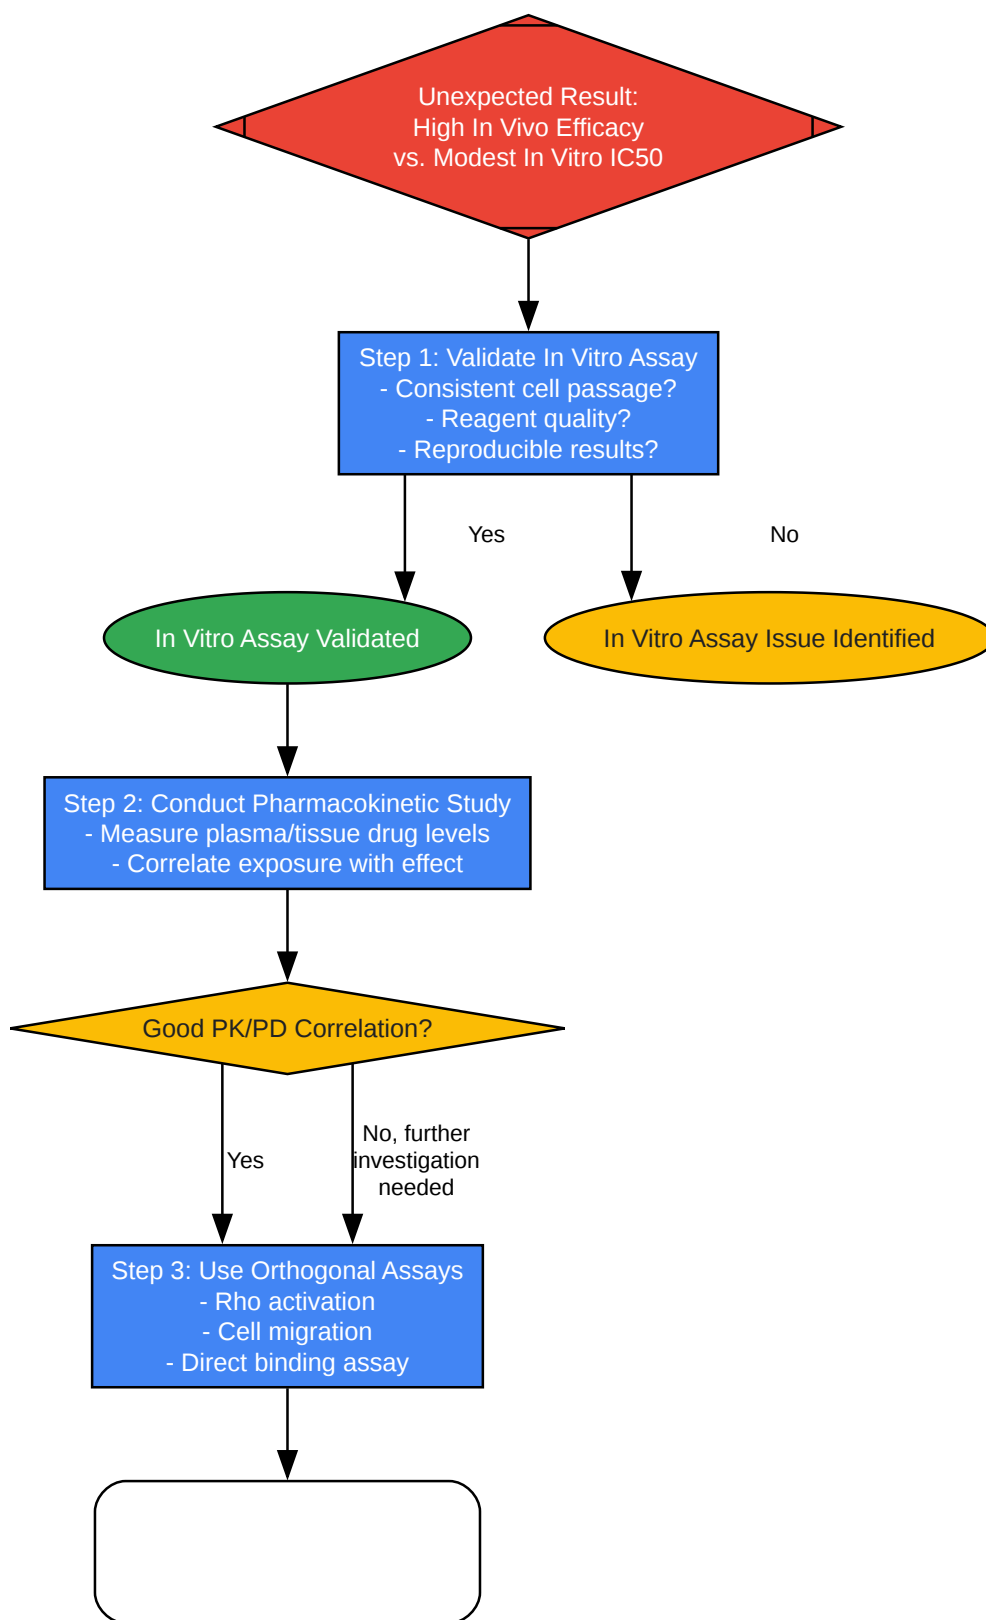 Unexpected Result:
High In Vivo Efficacy
vs. Modest In Vitro IC50
Step 1: Validate In Vitro Assay
- Consistent cell passage?
- Reagent quality?
- Reproducible results?
Yes
No
In Vitro Assay Validated
In Vitro Assay Issue Identified
Step 2: Conduct Pharmacokinetic Study
- Measure plasma/tissue drug levels
- Correlate exposure with effect
Good PK/PD Correlation?
Yes
No, further
investigation
needed
Step 3: Use Orthogonal Assays
- Rho activation
- Cell migration
- Direct binding assay